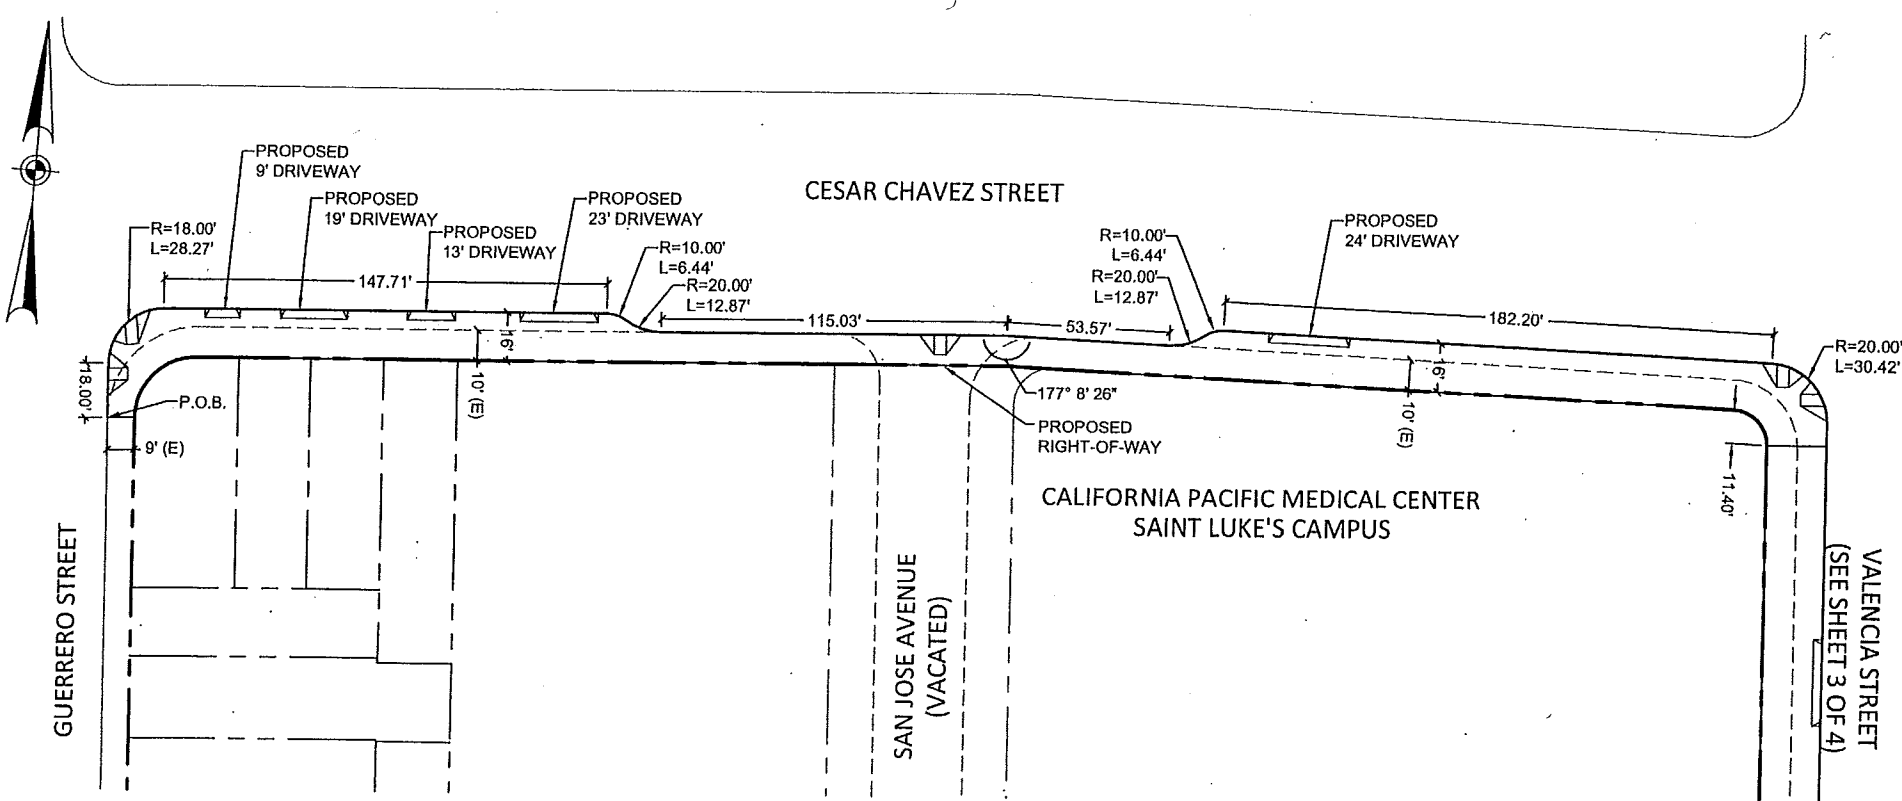 PROPOSED
9' DRIVEWAY
PROPOSED
19' DRIVEWAY
PROPOSED
13' DRIVEWAY
PROPOSED
23' DRIVEWAY
CESAR CHAVEZ STREET
PROPOSED
24' DRIVEWAY
R=18.00'
L=28.27'
147.71'
R=10.00'
L=6.44'
R=20.00'
L=12.87'
115.03'
53.57'
R=10.00'
L=6.44'
R=20.00'
L=12.87'
182.20'
R=20.00'
L=30.42'
16'
10' (E)
16'
10' (E)
18.00'
P.O.B.
9' (E)
177° 8' 26"
PROPOSED
RIGHT-OF-WAY
11.40'
CALIFORNIA PACIFIC MEDICAL CENTER
SAINT LUKE'S CAMPUS
GUERRERO STREET
SAN JOSE AVENUE
(VACATED)
VALENCIA STREET
(SEE SHEET 3 OF 4)